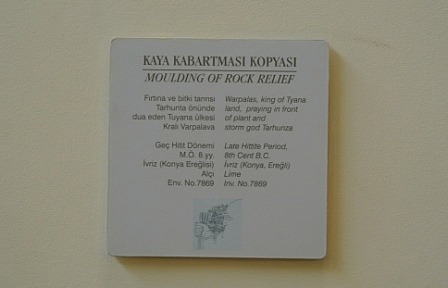 KAYA KABARTMASI KOPYASI
MOULDING OF ROCK RELIEF
Fırtına ve bitki tanrısı
Tarhunta önünde
dua eden Tuyana ülkesi
Kralı Varpalava
Warpalas, king of Tyana
land, praying in front
of plant and
storm god Tarhunza
Geç Hitit Dönemi
M.Ö. 8.yy.
İvriz (Konya Ereğlisi)
Alçı
Env. No.7869
Late Hittite Period,
8th Cent B.C.
İvriz (Konya, Ereğli)
Lime
Inv. No.7869